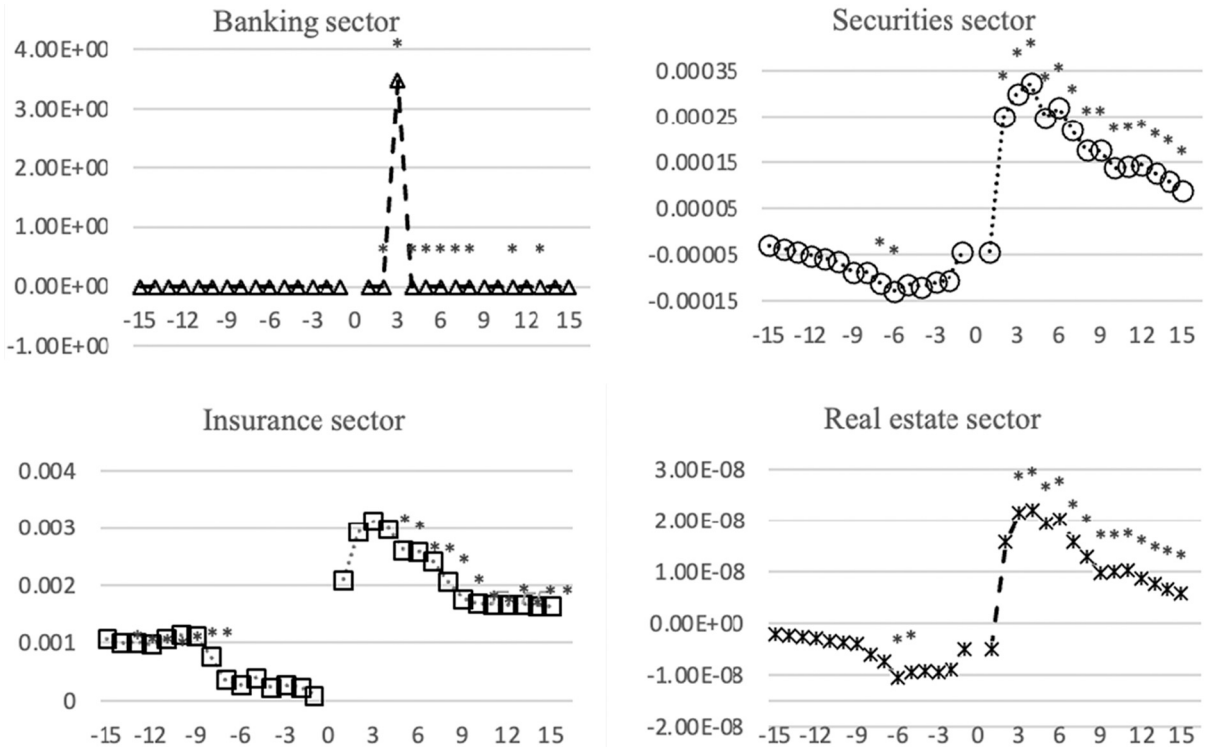 Banking sector
4.00E+00
3.00E+00
2.00E+00
1.00E+00
0.00E+00
-1.00E+00
-15 -12 -9 -6 -3 0 3 6 9 12 15
Securities sector
0.00035
0.00025
0.00015
0.00005
-0.00005
-0.00015
-15 -12 -9 -6 -3 0 3 6 9 12 15
Insurance sector
0.004
0.003
0.002
0.001
0
-15 -12 -9 -6 -3 0 3 6 9 12 15
Real estate sector
3.00E-08
2.00E-08
1.00E-08
0.00E+00
-1.00E-08
-2.00E-08
-15 -12 -9 -6 -3 0 3 6 9 12 15